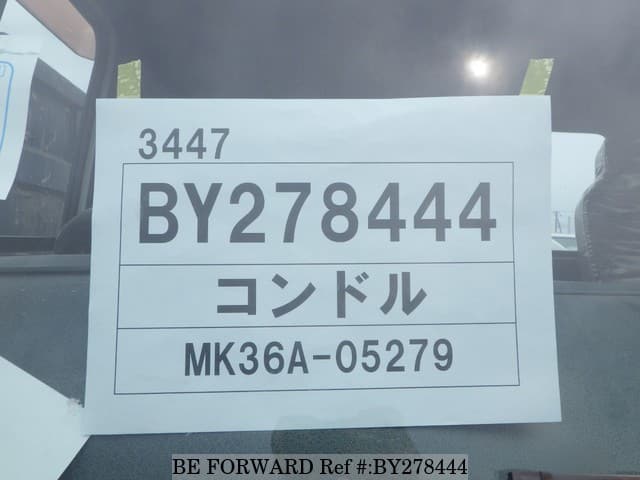 3447
BY278444
コンドル
MK36A-05279
BE FORWARD Ref #:BY278444